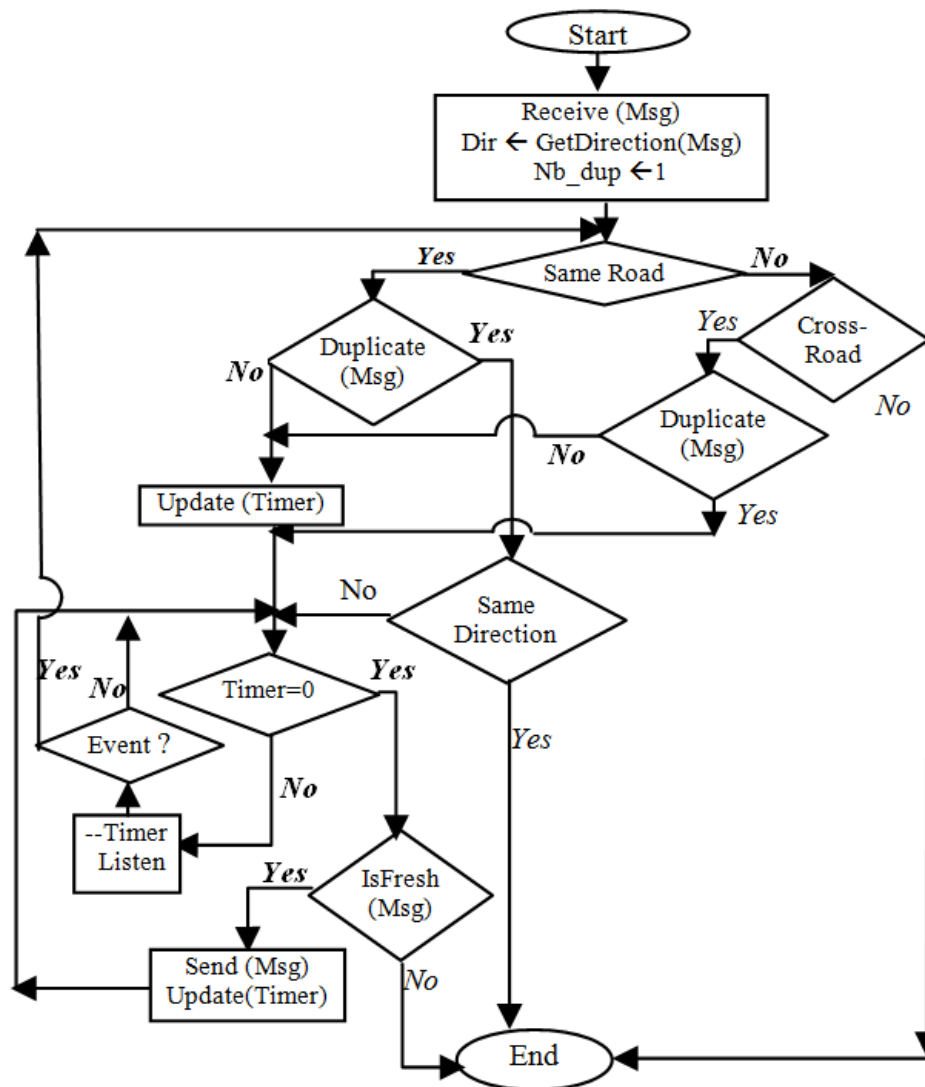 Start
Receive (Msg)
Dir ← GetDirection(Msg)
Nb_dup ←1
Yes
Same Road
No
Cross-
Road
Yes
No
Duplicate
(Msg)
Yes
No
Duplicate
(Msg)
No
Yes
Update (Timer)
No
Same
Direction
Yes
Timer=0
Yes
No
Yes
No
Event ?
--Timer
Listen
IsFresh
(Msg)
Yes
No
Send (Msg)
Update(Timer)
End